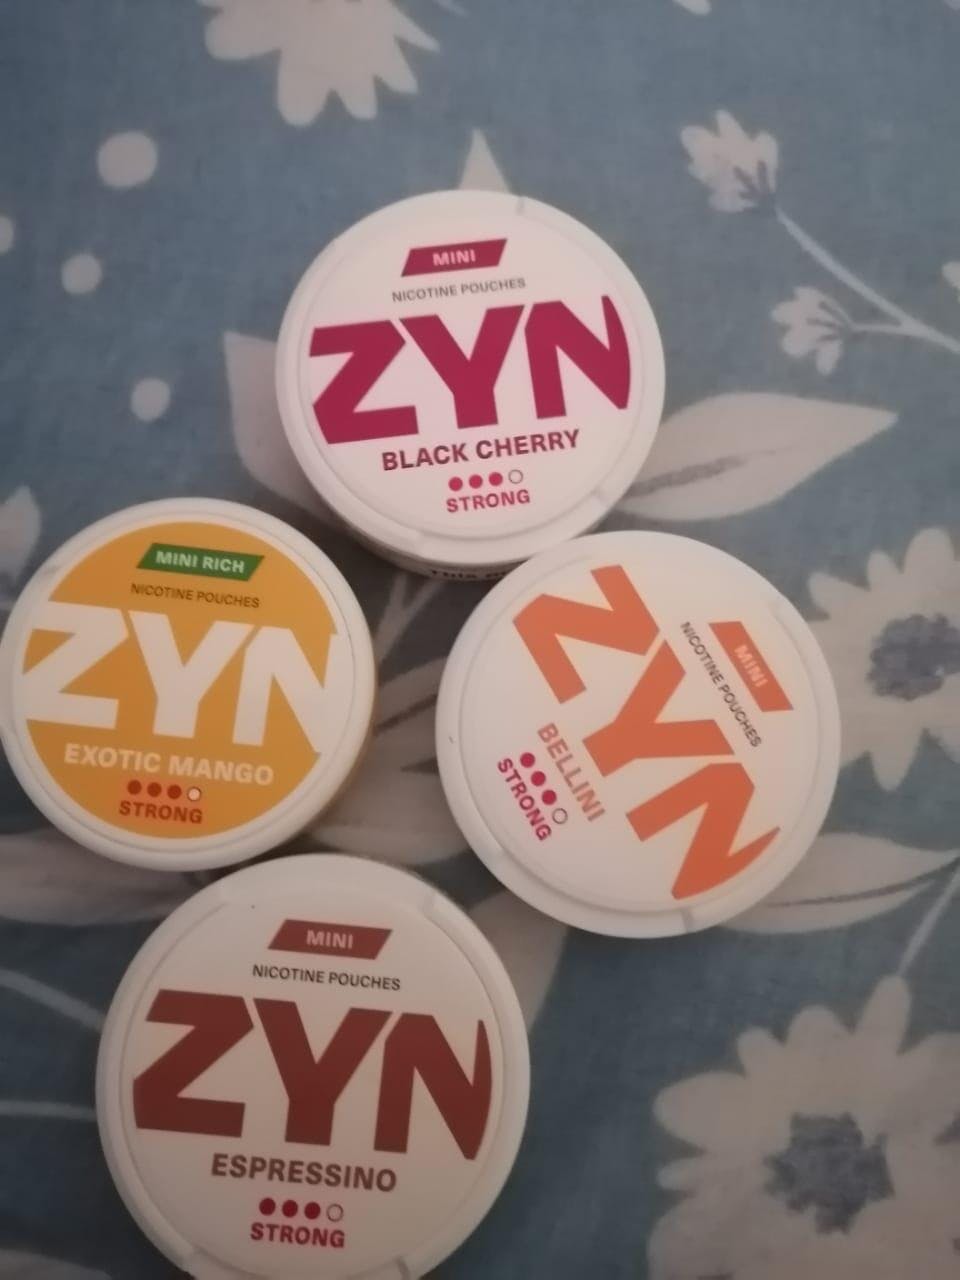 MINI
NICOTINE POUCHES
ZYN
BLACK CHERRY
STRONG
MINI RICH
NICOTINE POUCHES
ZYN
EXOTIC MANGO
STRONG
MINI
NICOTINE POUCHES
ZYN
BELLINI
STRONG
MINI
NICOTINE POUCHES
ZYN
ESPRESSINO
STRONG